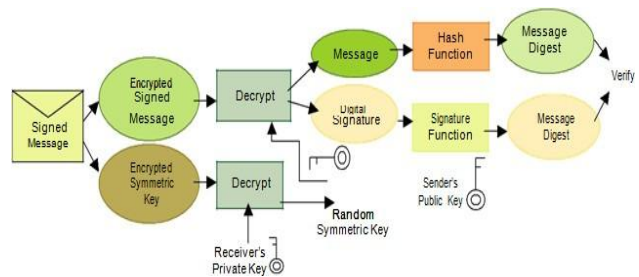 Signed
Message
Encrypted
Signed
Message
Encrypted
Symmetric
Key
Decrypt
Decrypt
Receiver's
Private Key
Random
Symmetric Key
Message
Digital
Signature
Hash
Function
Signature
Function
Sender's
Public Key
Message
Digest
Message
Digest
Verify